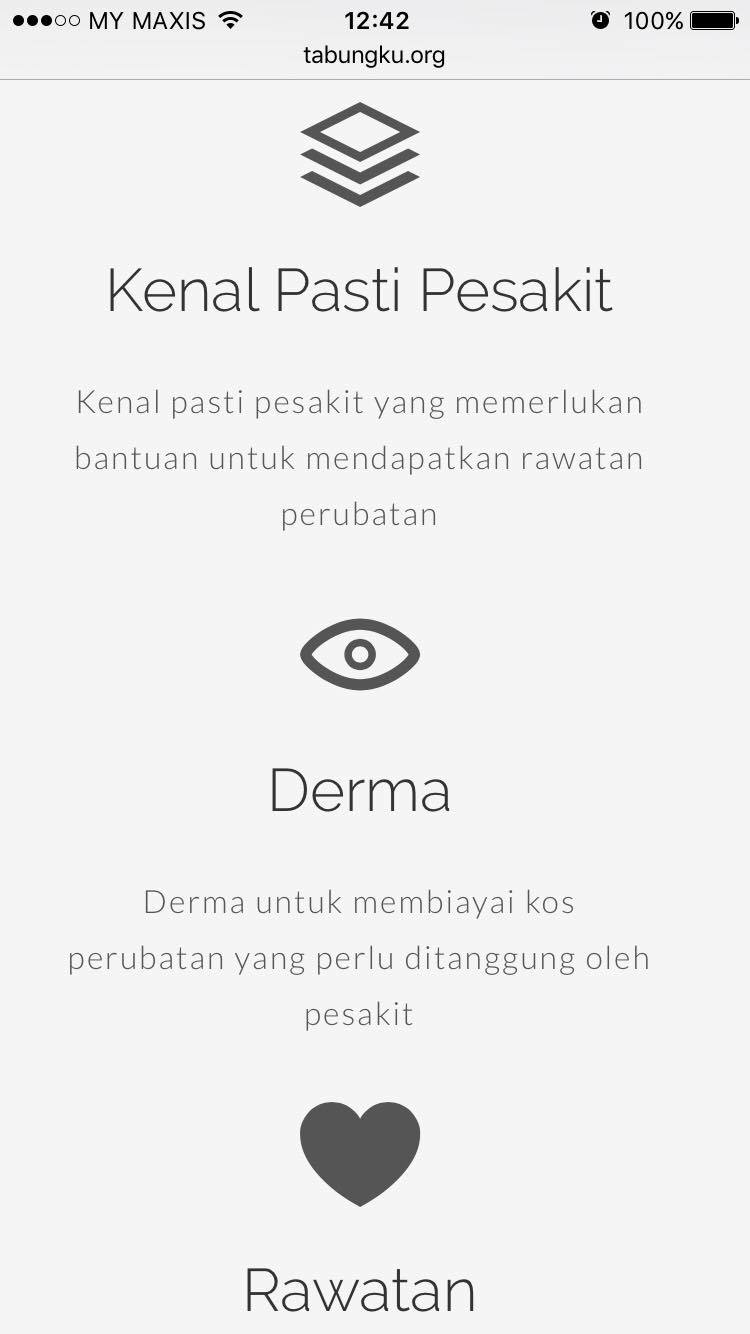 MY MAXIS 12:42 100%
tabungku.org
Kenal Pasti Pesakit
Kenal pasti pesakit yang memerlukan
bantuan untuk mendapatkan rawatan
perubatan
Derma
Derma untuk membiayai kos
perubatan yang perlu ditanggung oleh
pesakit
Rawatan